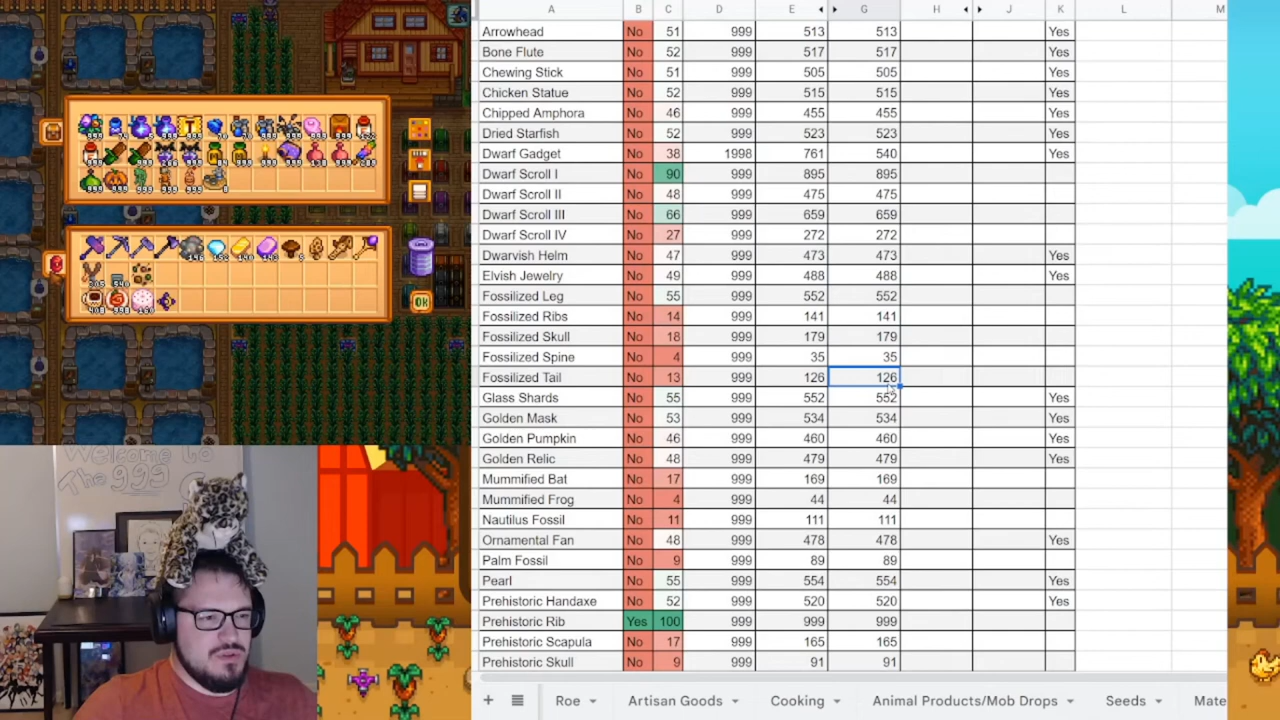 A B C D E G H J K L M
Arrowhead No 51 999 513 513 Yes
Bone Flute No 52 999 517 517 Yes
Chewing Stick No 51 999 505 505 Yes
Chicken Statue No 52 999 515 515 Yes
Chipped Amphora No 46 999 455 455 Yes
Dried Starfish No 52 999 523 523 Yes
Dwarf Gadget No 38 1998 761 540 Yes
Dwarf Scroll I No 90 999 895 895
Dwarf Scroll II No 48 999 475 475
Dwarf Scroll III No 66 999 659 659
Dwarf Scroll IV No 27 999 272 272
Dwarvish Helm No 47 999 473 473 Yes
Elvish Jewelry No 49 999 488 488 Yes
Fossilized Leg No 55 999 552 552
Fossilized Ribs No 14 999 141 141
Fossilized Skull No 18 999 179 179
Fossilized Spine No 4 999 35 35
Fossilized Tail No 13 999 126 126
Glass Shards No 55 999 552 552 Yes
Golden Mask No 53 999 534 534 Yes
Golden Pumpkin No 46 999 460 460 Yes
Golden Relic No 48 999 479 479 Yes
Mummified Bat No 17 999 169 169
Mummified Frog No 4 999 44 44
Nautilus Fossil No 11 999 111 111
Ornamental Fan No 48 999 478 478 Yes
Palm Fossil No 9 999 89 89
Pearl No 55 999 554 554 Yes
Prehistoric Handaxe No 52 999 520 520 Yes
Prehistoric Rib Yes 100 999 999 999
Prehistoric Scapula No 17 999 165 165
Prehistoric Skull No 9 999 91 91
Roe Artisan Goods Cooking Animal Products/Mob Drops Seeds Mate
OK
Welcome to
The 999